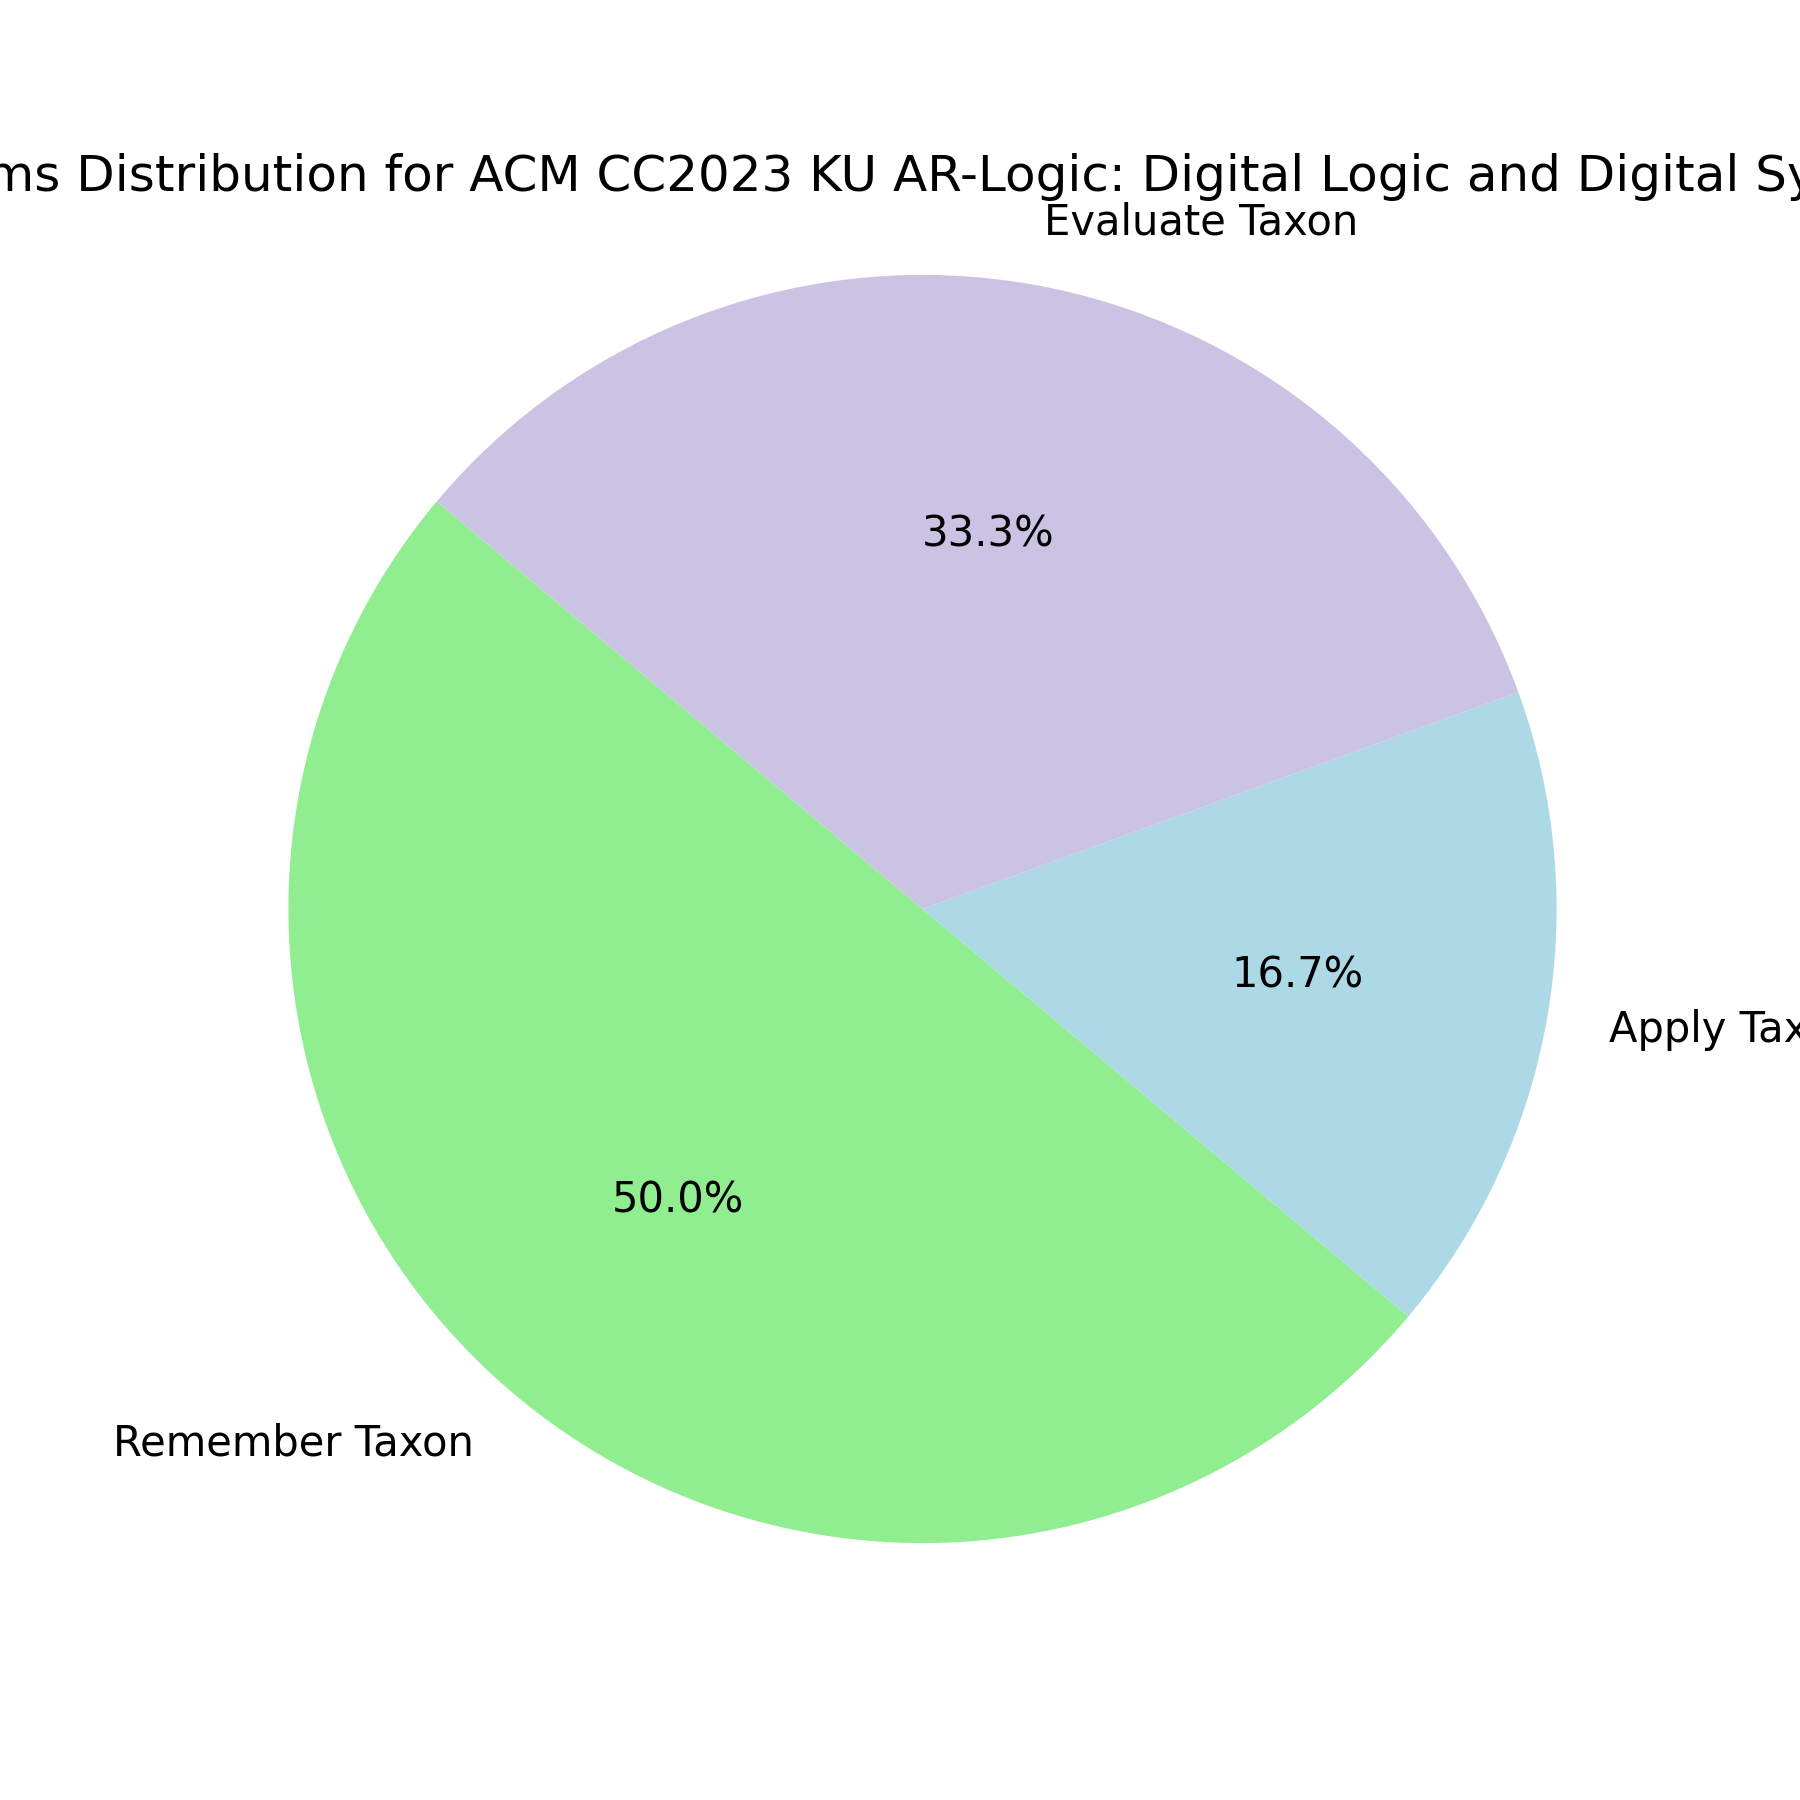 ms Distribution for ACM CC2023 KU AR-Logic: Digital Logic and Digital Sy
Evaluate Taxon
33.3%
16.7%
Apply Tax
50.0%
Remember Taxon